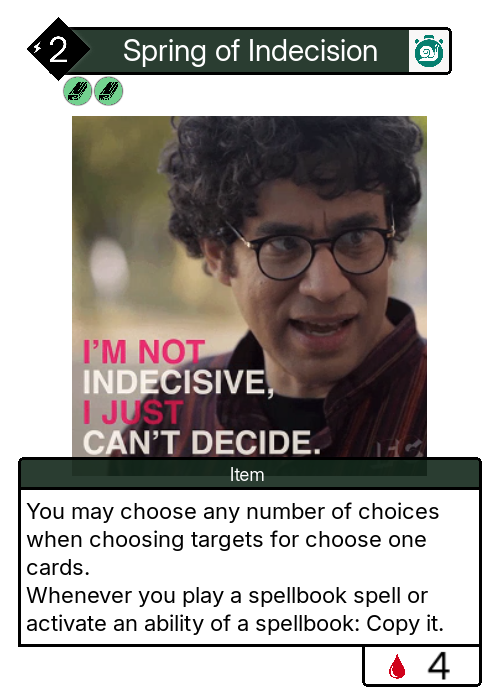 2
Spring of Indecision
I'M NOT
INDECISIVE,
I JUST
CAN'T DECIDE.
Item
You may choose any number of choices
when choosing targets for choose one
cards.
Whenever you play a spellbook spell or
activate an ability of a spellbook: Copy it.
4